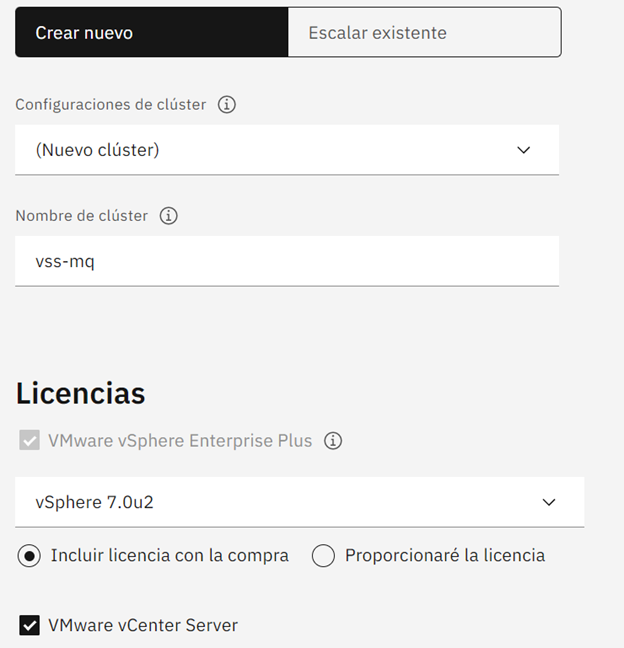 Crear nuevo
Escalar existente
Configuraciones de clúster
(Nuevo clúster)
Nombre de clúster
vss-mq
Licencias
VMware vSphere Enterprise Plus
vSphere 7.0u2
Incluir licencia con la compra
Proporcionaré la licencia
VMware vCenter Server